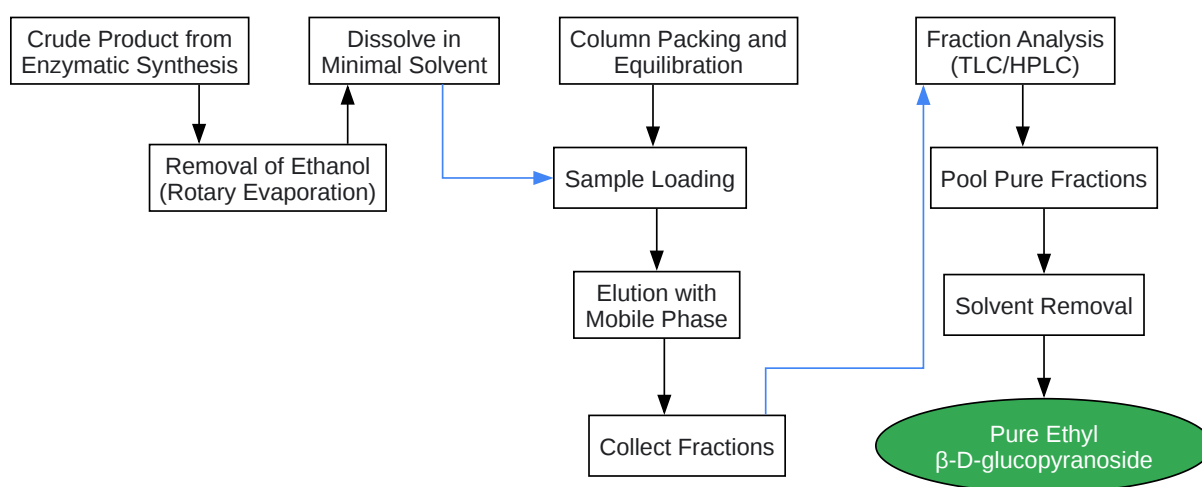 Crude Product from
Enzymatic Synthesis
Removal of Ethanol
(Rotary Evaporation)
Dissolve in
Minimal Solvent
Column Packing and
Equilibration
Sample Loading
Elution with
Mobile Phase
Collect Fractions
Fraction Analysis
(TLC/HPLC)
Pool Pure Fractions
Solvent Removal
Pure Ethyl
β-D-glucopyranoside